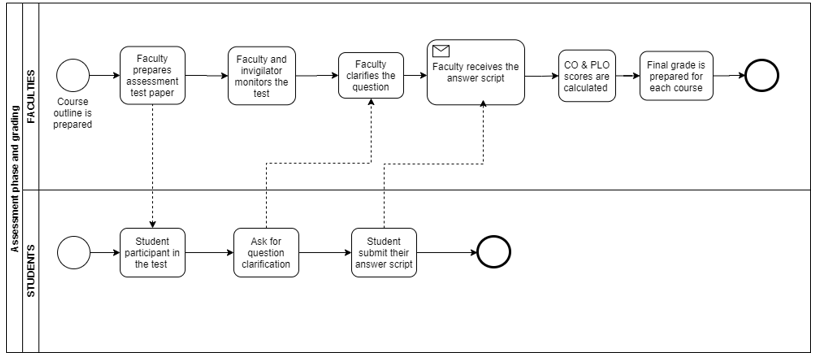 Assessment phase and grading
FACULTIES
Course
outline is
prepared
Faculty
prepares
assessment
test paper
Faculty and
invigilator
monitors the
test
Faculty
clarifies the
question
Faculty receives the
answer script
CO & PLO
scores are
calculated
Final grade is
prepared for
each course
STUDENTS
Student
participant in
the test
Ask for
question
clarification
Student
submit their
answer script